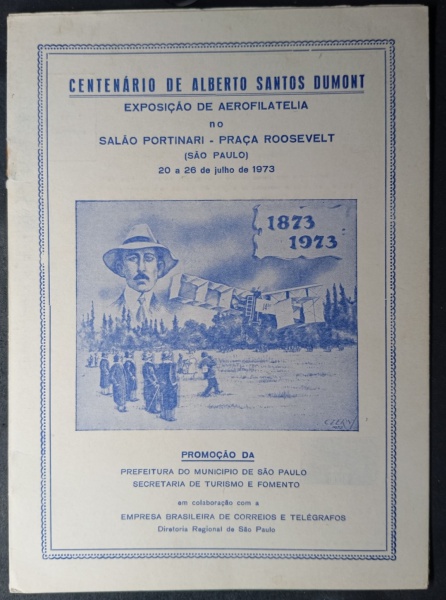 CENTENÁRIO DE ALBERTO SANTOS DUMONT
EXPOSIÇÃO DE AEROFILATELIA
no
SALÃO PORTINARI - PRAÇA ROOSEVELT
(SÃO PAULO)
20 a 26 de julho de 1973
1873
1973
PROMOÇÃO DA
PREFEITURA DO MUNICIPIO DE SÃO PAULO
SECRETARIA DE TURISMO E FOMENTO
em colaboração com a
EMPRESA BRASILEIRA DE CORREIOS E TELÉGRAFOS
Diretoria Regional de São Paulo